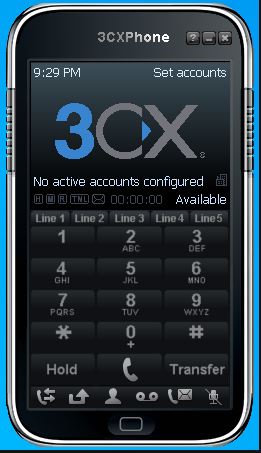 3CXPhone ? 
9:29 PM Set accounts
3CX
No active accounts configured
H M R TNL 00:00:00 Available
Line 1 Line 2 Line 3 Line 4 Line 5
1 2 3
ABC DEF
4 5 6
GHI JKL MNO
7 8 9
PQRS TUV WXYZ
* 0 #
+
Hold Transfer